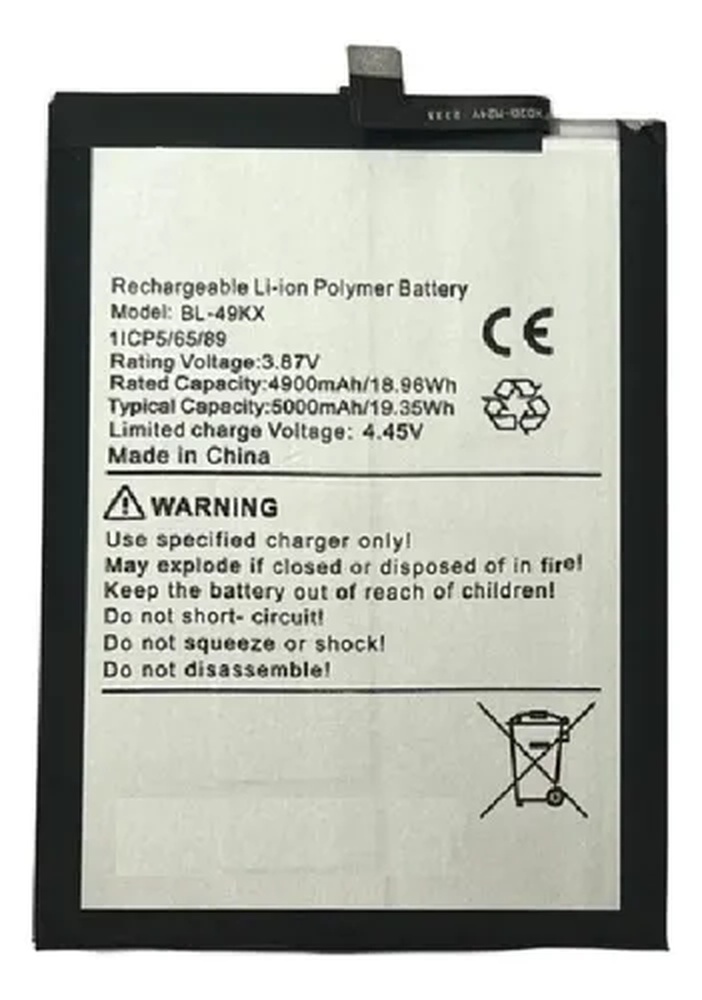 Rechargeable Li-ion Polymer Battery
Model: BL-49KX
1ICP5/65/89
Rating Voltage:3.87V
Rated Capacity:4900mAh/18.96Wh
Typical Capacity:5000mAh/19.35Wh
Limited charge Voltage: 4.45V
Made in China
CE
WARNING
Use specified charger only!
May explode if closed or disposed of in fire!
Keep the battery out of reach of children!
Do not short- circuit!
Do not squeeze or shock!
Do not disassemble!